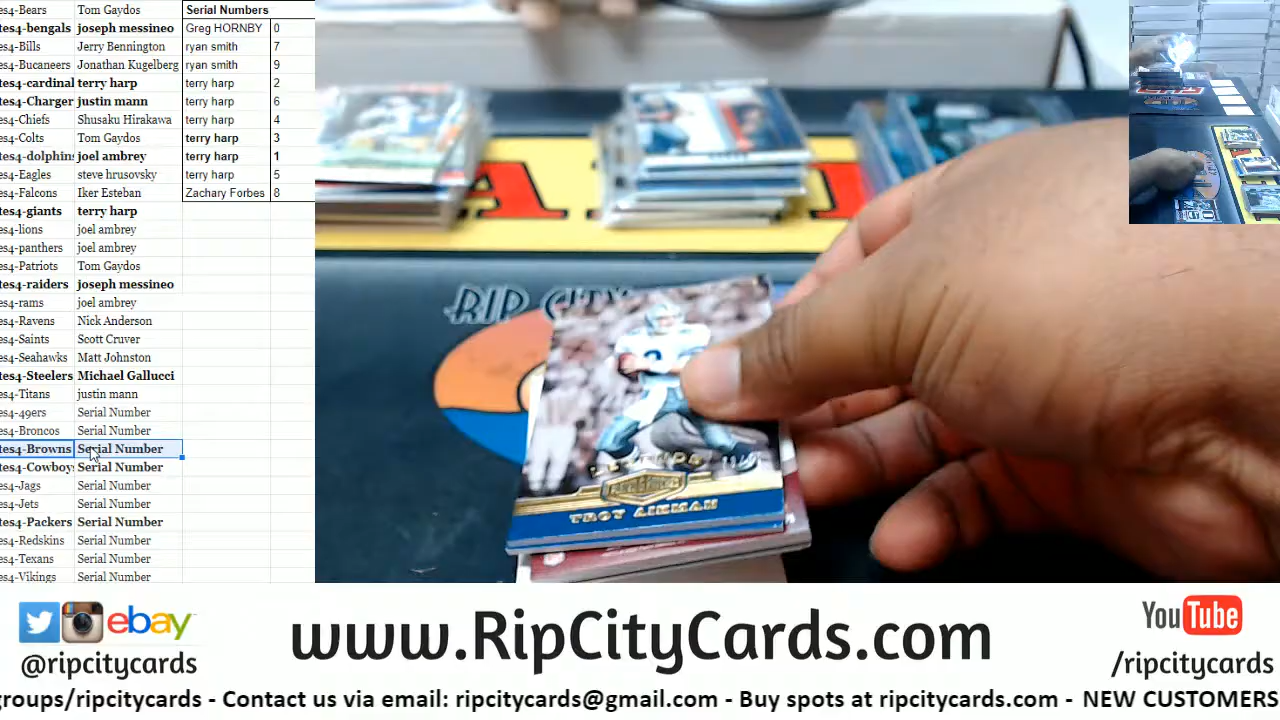 es4-Bears Tom Gaydos Serial Numbers
tes4-bengals joseph messineo Greg HORNBY 0
es4-Bills Jerry Bennington ryan smith 7
es4-Bucaneers Jonathan Kugelberg ryan smith 9
tes4-cardinal terry harp terry harp 2
tes4-Charger justin mann terry harp 6
es4-Chiefs Shusaku Hirakawa terry harp 4
es4-Colts Tom Gaydos terry harp 3
tes4-dolphins joel ambrey terry harp 1
es4-Eagles steve hrusovsky terry harp 5
es4-Falcons Iker Esteban Zachary Forbes 8
tes4-giants terry harp
es4-lions joel ambrey
es4-panthers joel ambrey
es4-Patriots Tom Gaydos
tes4-raiders joseph messineo
es4-rams joel ambrey
es4-Ravens Nick Anderson
es4-Saints Scott Cruver
es4-Seahawks Matt Johnston
tes4-Steelers Michael Gallucci
es4-Titans justin mann
es4-49ers Serial Number
es4-Broncos Serial Number
tes4-Browns Serial Number
tes4-Cowboy Serial Number
es4-Jags Serial Number
es4-Jets Serial Number
tes4-Packers Serial Number
es4-Redskins Serial Number
es4-Texans Serial Number
es4-Vikings Serial Number
RIP CITY
TROY AIKMAN
ebay
@ripcitycards
www.RipCityCards.com
YouTube
/ripcitycards
groups/ripcitycards - Contact us via email: ripcitycards@gmail.com - Buy spots at ripcitycards.com - NEW CUSTOMERS